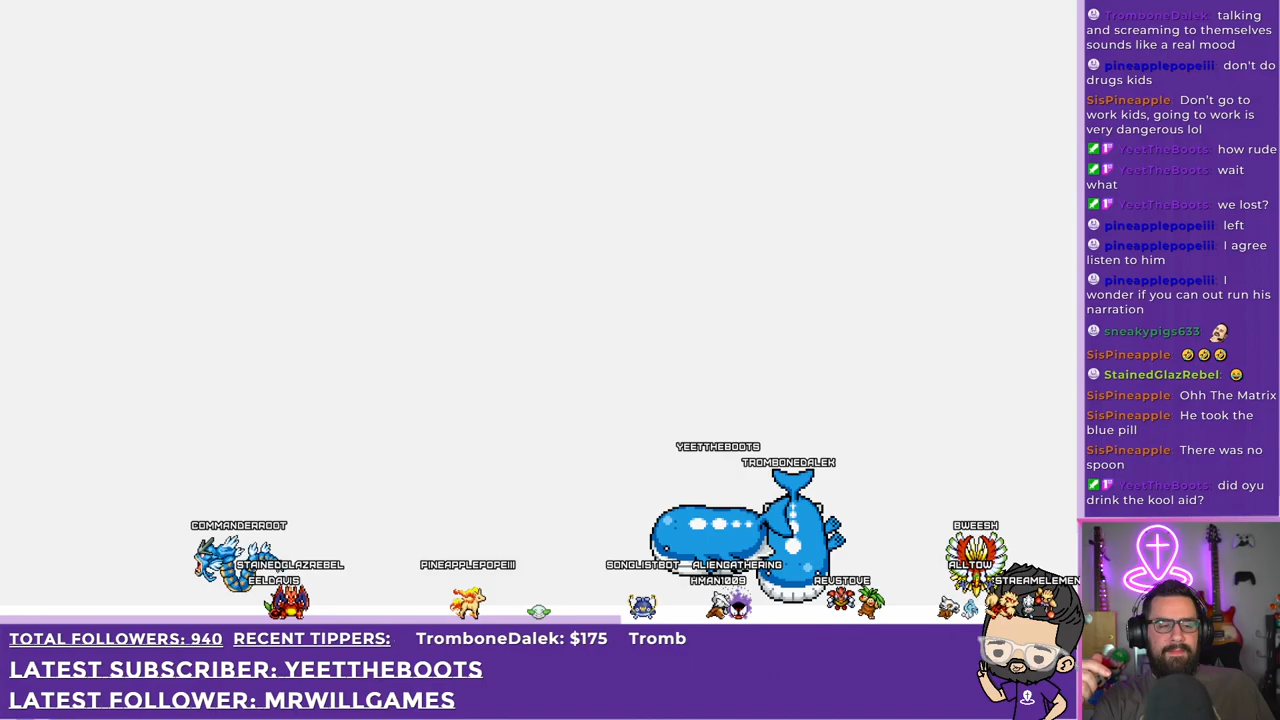 TromboneDalek: talking
and screaming to themselves
sounds like a real mood
pineapplepopeiii: don't do
drugs kids
SisPineapple: Don't go to
work kids, going to work is
very dangerous lol
YeetTheBoots: how rude
YeetTheBoots: wait
what
YeetTheBoots: we lost?
pineapplepopeiii: left
pineapplepopeiii: I agree
listen to him
pineapplepopeiii: I
wonder if you can out run his
narration
sneakypigs633:
SisPineapple: 🤣 🤣 🤣
StainedGlazRebel: 😂
SisPineapple: Ohh The Matrix
SisPineapple: He took the
blue pill
SisPineapple: There was no
spoon
YeetTheBoots: did oyu
drink the kool aid?
YEETTHEBOOTS
TROMBONEDALEK
COMMANDERROOT
BWEESH
STAINEDGLAZREBEL
PINEAPPLEPOPEIII
SONGLISTBOT
ALIENGATHERING
ALLTOW
EELDAVIS
HMAN1009
REVSTOVE
STREAMELEMEN
TOTAL FOLLOWERS: 940 RECENT TIPPERS: TromboneDalek: $175 Tromb
LATEST SUBSCRIBER: YEETTHEBOOTS
LATEST FOLLOWER: MRWILLGAMES